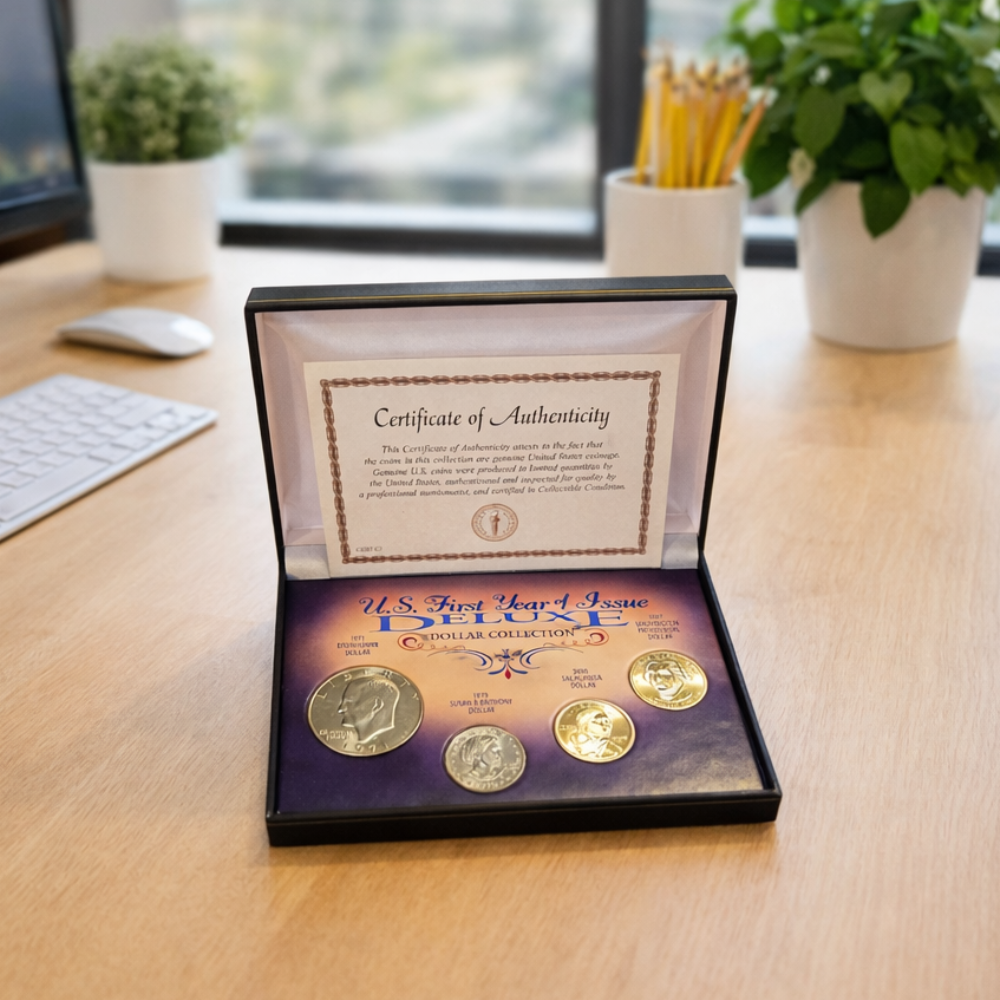 Certificate of Authenticity
This Certificate of Authenticity attests to the fact that
the coins in this collection are genuine United States coinage.
Genuine U.S. coins were produced in limited quantities by
the United States, authenticated and inspected for quality by
a professional numismatist, and certified in Collectible Condition.
U.S. First Year of Issue
DELUXE
DOLLAR COLLECTION
1971
EISENHOWER
DOLLAR
1979
SUSAN B ANTHONY
DOLLAR
SACAGAWEA
DOLLAR
2007
DOLLAR
LIBERTY
1971